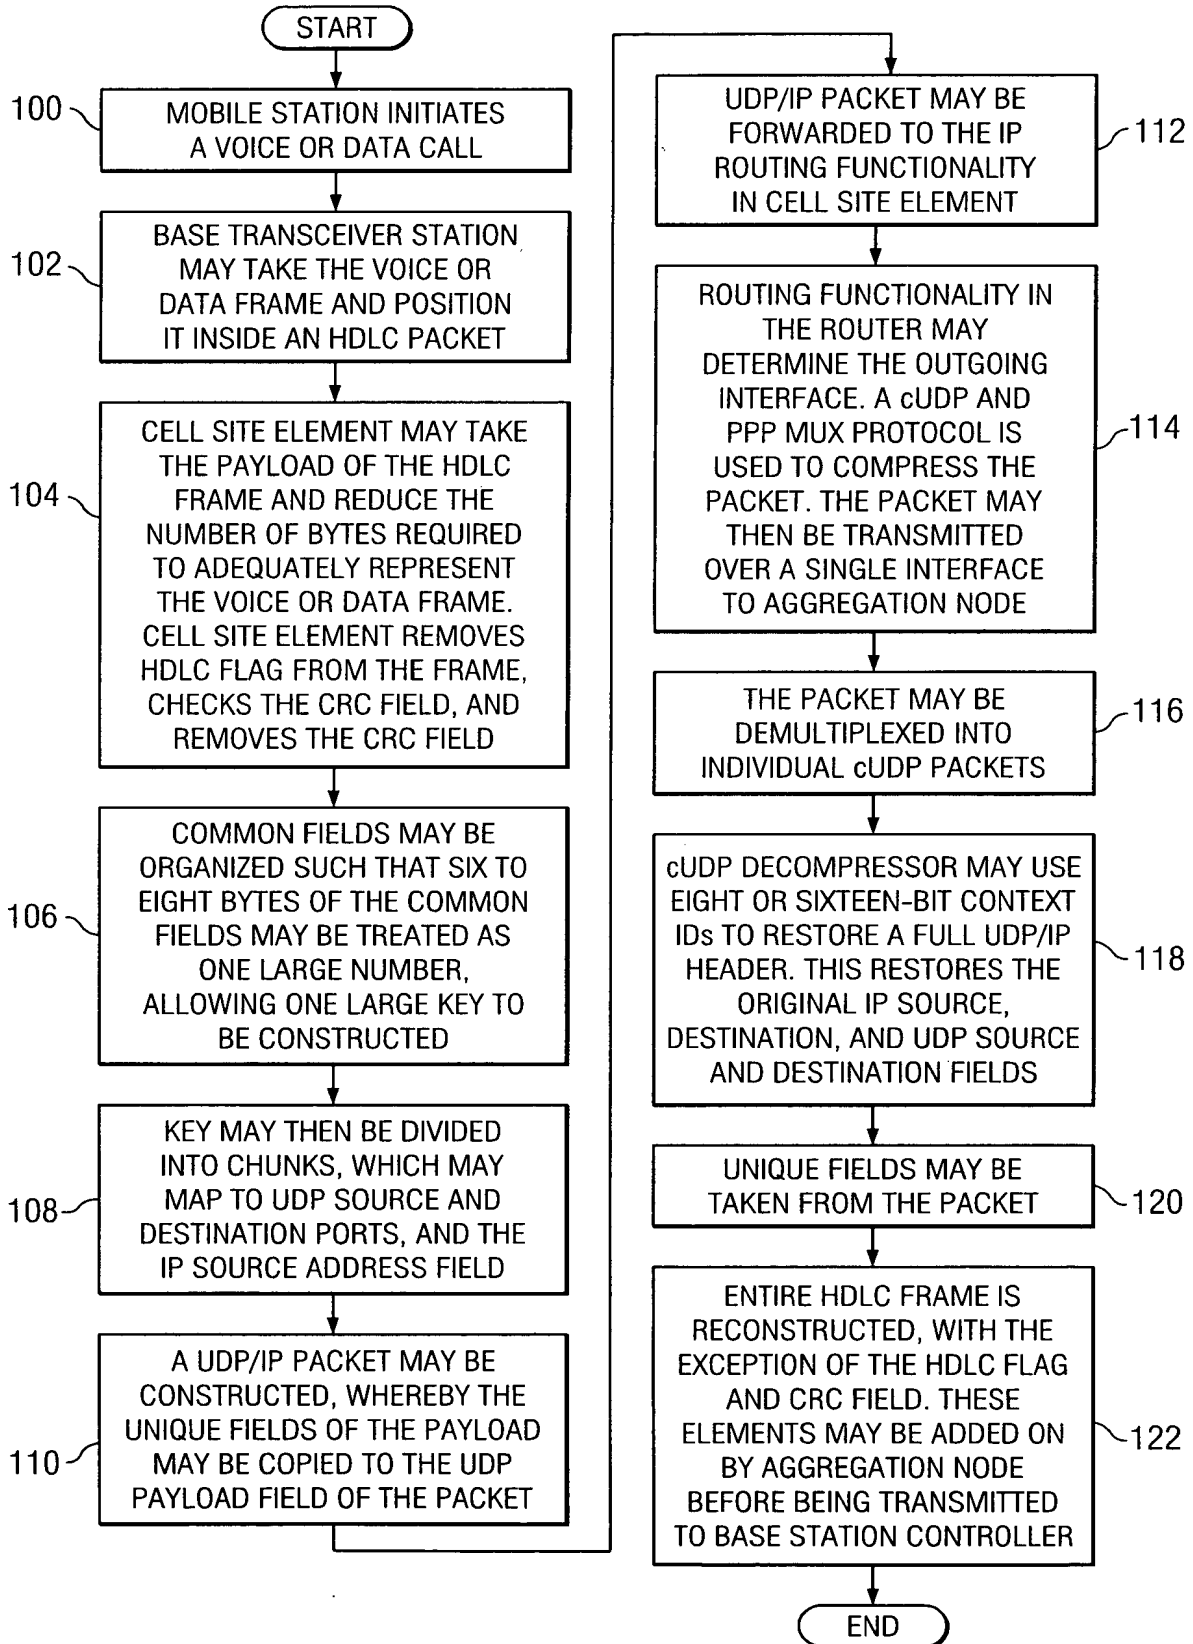 START
100
MOBILE STATION INITIATES
A VOICE OR DATA CALL
102
BASE TRANSCEIVER STATION
MAY TAKE THE VOICE OR
DATA FRAME AND POSITION
IT INSIDE AN HDLC PACKET
104
CELL SITE ELEMENT MAY TAKE
THE PAYLOAD OF THE HDLC
FRAME AND REDUCE THE
NUMBER OF BYTES REQUIRED
TO ADEQUATELY REPRESENT
THE VOICE OR DATA FRAME.
CELL SITE ELEMENT REMOVES
HDLC FLAG FROM THE FRAME,
CHECKS THE CRC FIELD, AND
REMOVES THE CRC FIELD
106
COMMON FIELDS MAY BE
ORGANIZED SUCH THAT SIX TO
EIGHT BYTES OF THE COMMON
FIELDS MAY BE TREATED AS
ONE LARGE NUMBER,
ALLOWING ONE LARGE KEY TO
BE CONSTRUCTED
108
KEY MAY THEN BE DIVIDED
INTO CHUNKS, WHICH MAY
MAP TO UDP SOURCE AND
DESTINATION PORTS, AND THE
IP SOURCE ADDRESS FIELD
110
A UDP/IP PACKET MAY BE
CONSTRUCTED, WHEREBY THE
UNIQUE FIELDS OF THE PAYLOAD
MAY BE COPIED TO THE UDP
PAYLOAD FIELD OF THE PACKET
UDP/IP PACKET MAY BE
FORWARDED TO THE IP
ROUTING FUNCTIONALITY
IN CELL SITE ELEMENT
112
ROUTING FUNCTIONALITY IN
THE ROUTER MAY
DETERMINE THE OUTGOING
INTERFACE. A cUDP AND
PPP MUX PROTOCOL IS
USED TO COMPRESS THE
PACKET. THE PACKET MAY
THEN BE TRANSMITTED
OVER A SINGLE INTERFACE
TO AGGREGATION NODE
114
THE PACKET MAY BE
DEMULTIPLEXED INTO
INDIVIDUAL cUDP PACKETS
116
cUDP DECOMPRESSOR MAY USE
EIGHT OR SIXTEEN-BIT CONTEXT
IDs TO RESTORE A FULL UDP/IP
HEADER. THIS RESTORES THE
ORIGINAL IP SOURCE,
DESTINATION, AND UDP SOURCE
AND DESTINATION FIELDS
118
UNIQUE FIELDS MAY BE
TAKEN FROM THE PACKET
120
ENTIRE HDLC FRAME IS
RECONSTRUCTED, WITH THE
EXCEPTION OF THE HDLC FLAG
AND CRC FIELD. THESE
ELEMENTS MAY BE ADDED ON
BY AGGREGATION NODE
BEFORE BEING TRANSMITTED
TO BASE STATION CONTROLLER
122
END